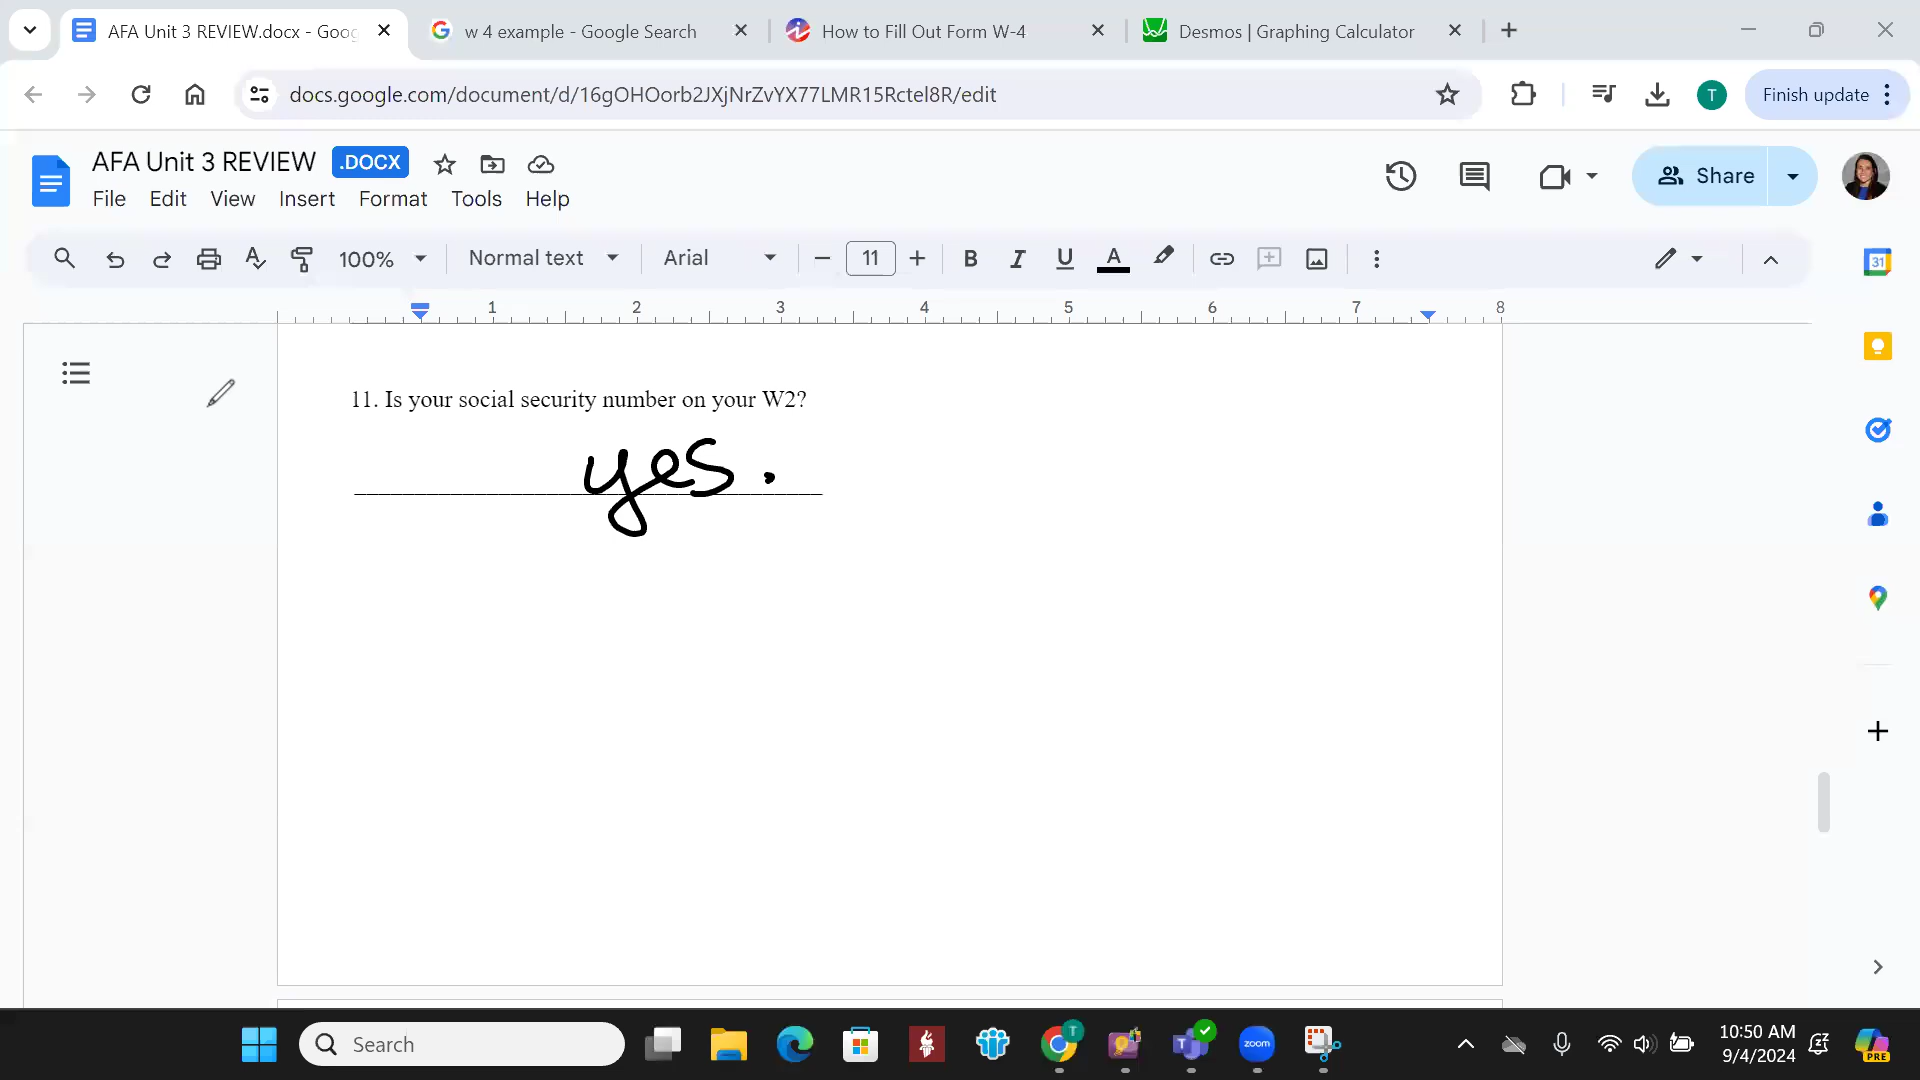 AFA Unit 3 REVIEW.docx - Goog
w 4 example - Google Search
How to Fill Out Form W-4
Desmos | Graphing Calculator
docs.google.com/document/d/16gOHOorb2JXjNrZvYX77LMR15Rctel8R/edit
T
Finish update
AFA Unit 3 REVIEW .DOCX
Share
File Edit View Insert Format Tools Help
100% Normal text Arial 11 B I U A
31
1 2 3 4 5 6 7 8
11. Is your social security number on your W2?
yes.
Search
T
T
zoom
10:50 AM
9/4/2024
PRE